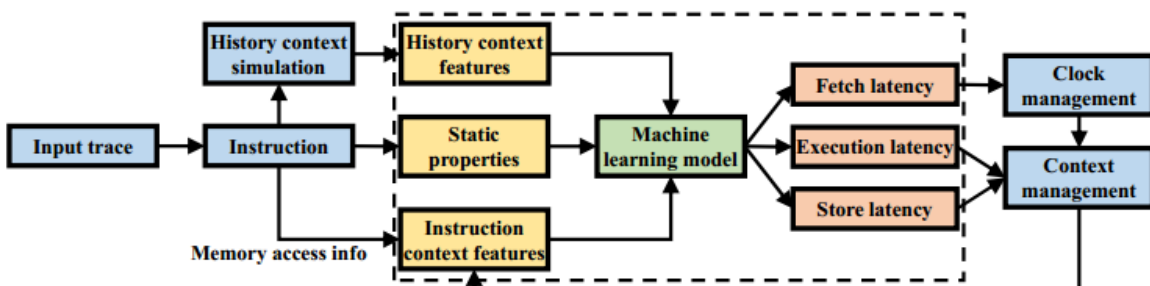 History context
simulation
History context
features
Fetch latency
Clock
management
Input trace
Instruction
Static
properties
Machine
learning model
Execution latency
Context
management
Store latency
Instruction
context features
Memory access info